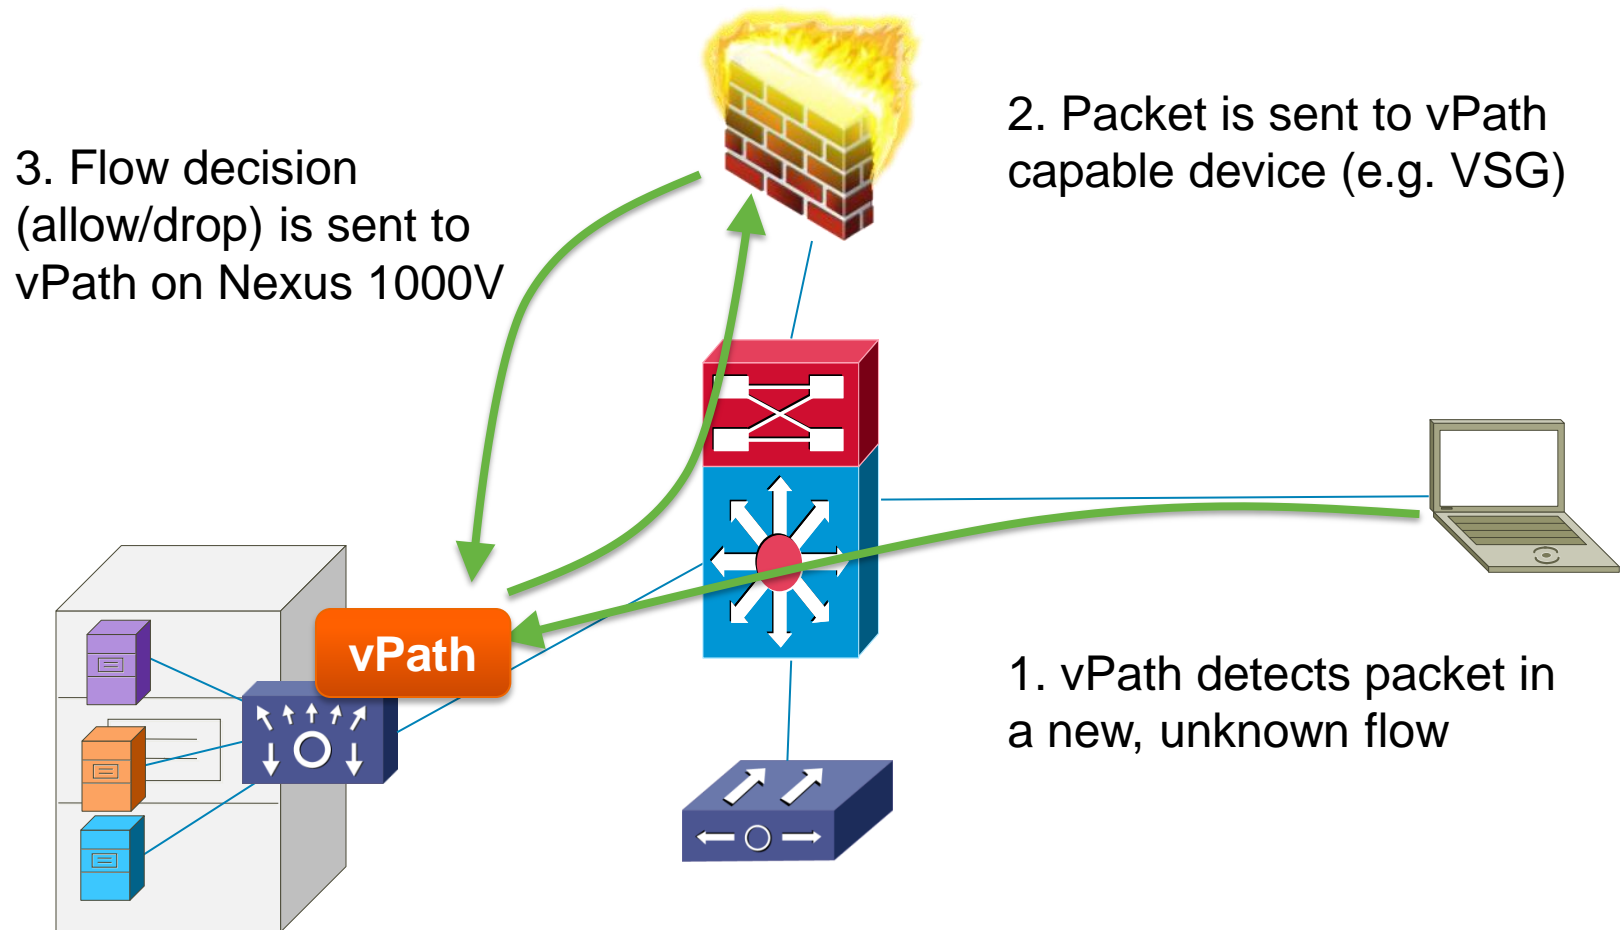 2. Packet is sent to vPath
capable device (e.g. VSG)
3. Flow decision
(allow/drop) is sent to
vPath on Nexus 1000V
vPath
1. vPath detects packet in
a new, unknown flow